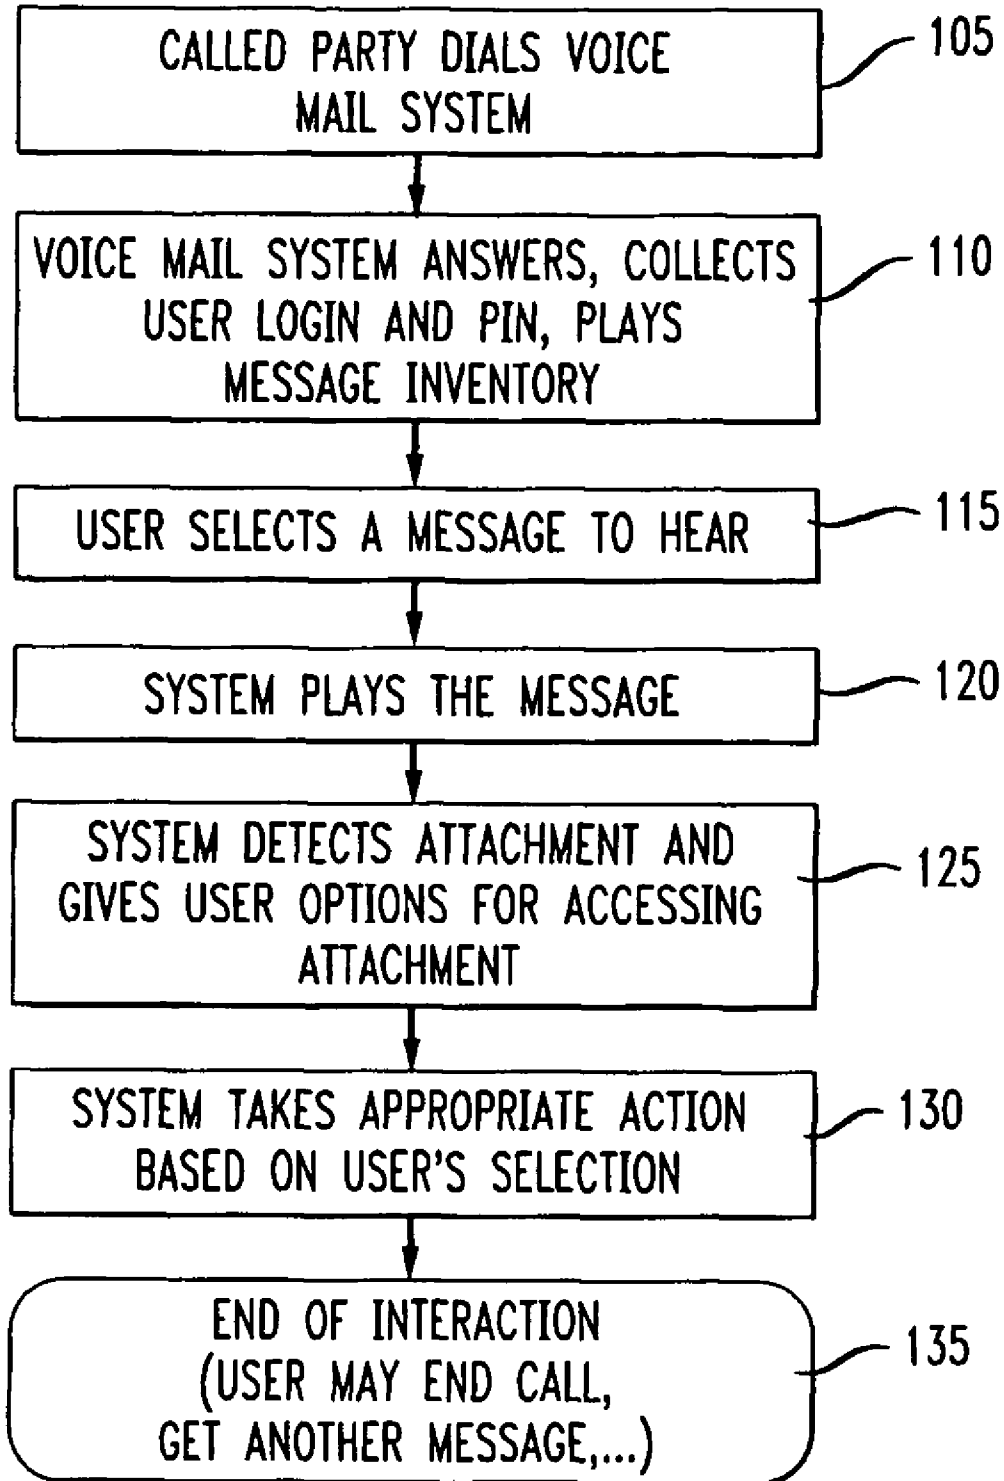 CALLED PARTY DIALS VOICE
MAIL SYSTEM
105
VOICE MAIL SYSTEM ANSWERS, COLLECTS
USER LOGIN AND PIN, PLAYS
MESSAGE INVENTORY
110
USER SELECTS A MESSAGE TO HEAR
115
SYSTEM PLAYS THE MESSAGE
120
SYSTEM DETECTS ATTACHMENT AND
GIVES USER OPTIONS FOR ACCESSING
ATTACHMENT
125
SYSTEM TAKES APPROPRIATE ACTION
BASED ON USER'S SELECTION
130
END OF INTERACTION
(USER MAY END CALL,
GET ANOTHER MESSAGE,...)
135